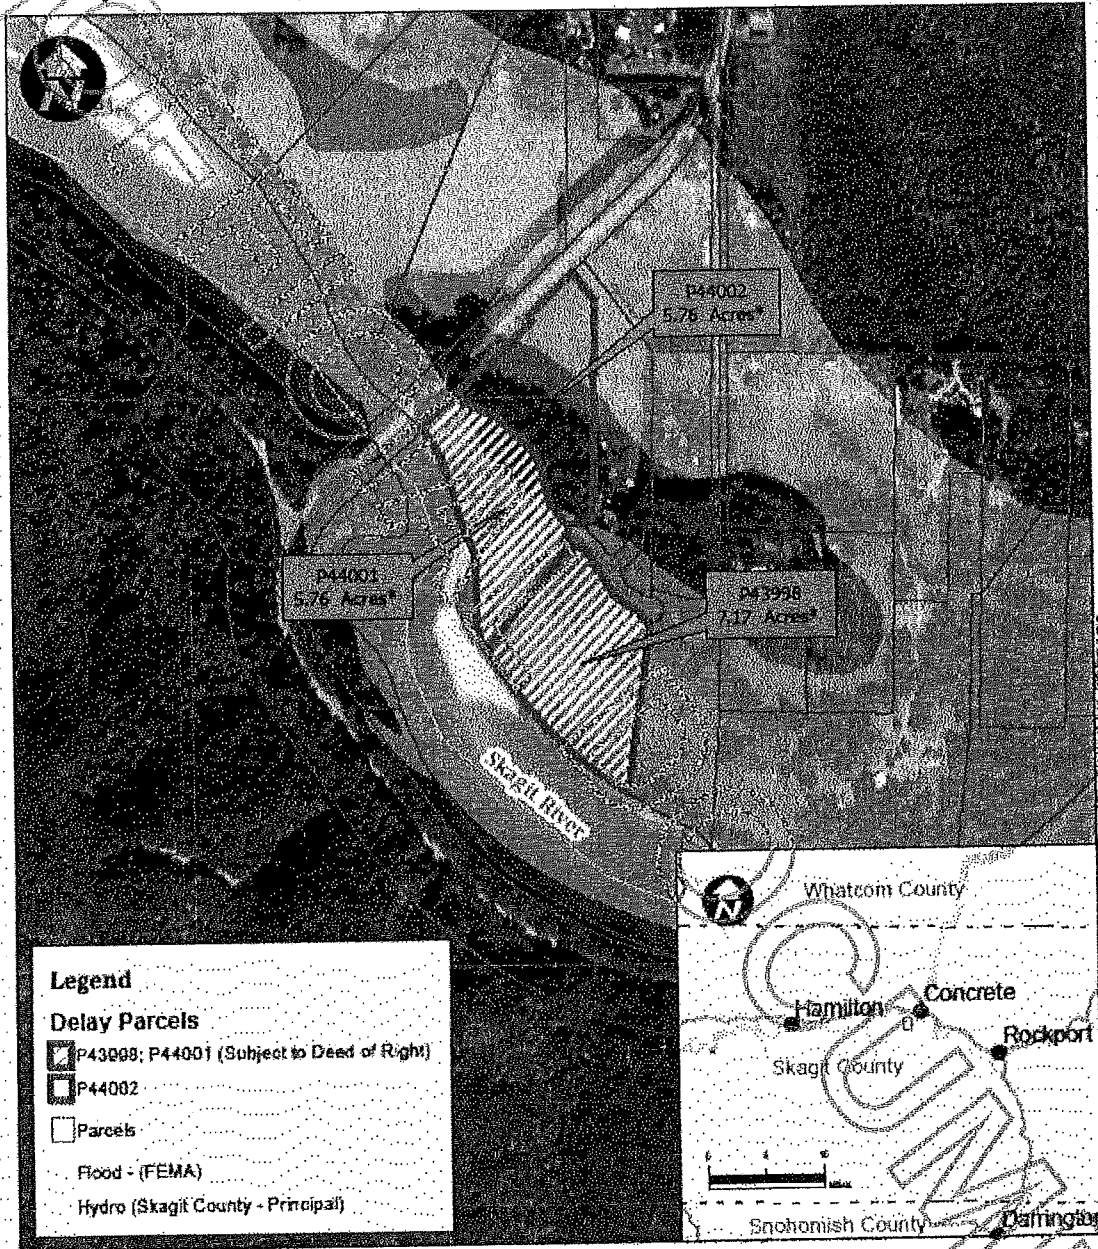 N
P44002
5.76 Acres*
P44001
5.76 Acres*
P43998
7.17 Acres*
Skagit River
Legend
Delay Parcels
P43998; P44001 (Subject to Deed of Right)
P44002
Parcels
Flood - (FEMA)
Hydro (Skagit County - Principal)
N
Whatcom County
Hamilton
Concrete
Rockport
Skagit County
Snohomish County
Darrington